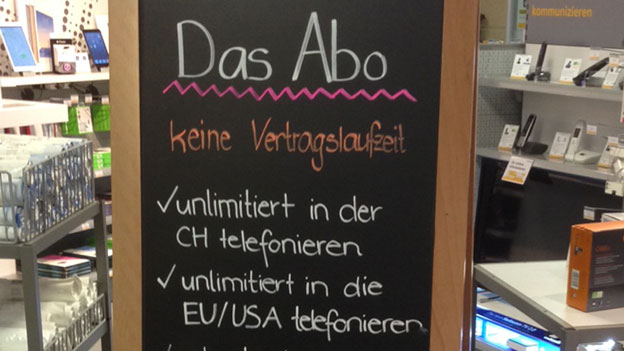 kommunizieren
Das Abo
keine Vertragslaufzeit
✓ unlimitiert in der
CH telefonieren
✓ unlimitiert in die
EU/USA telefonieren